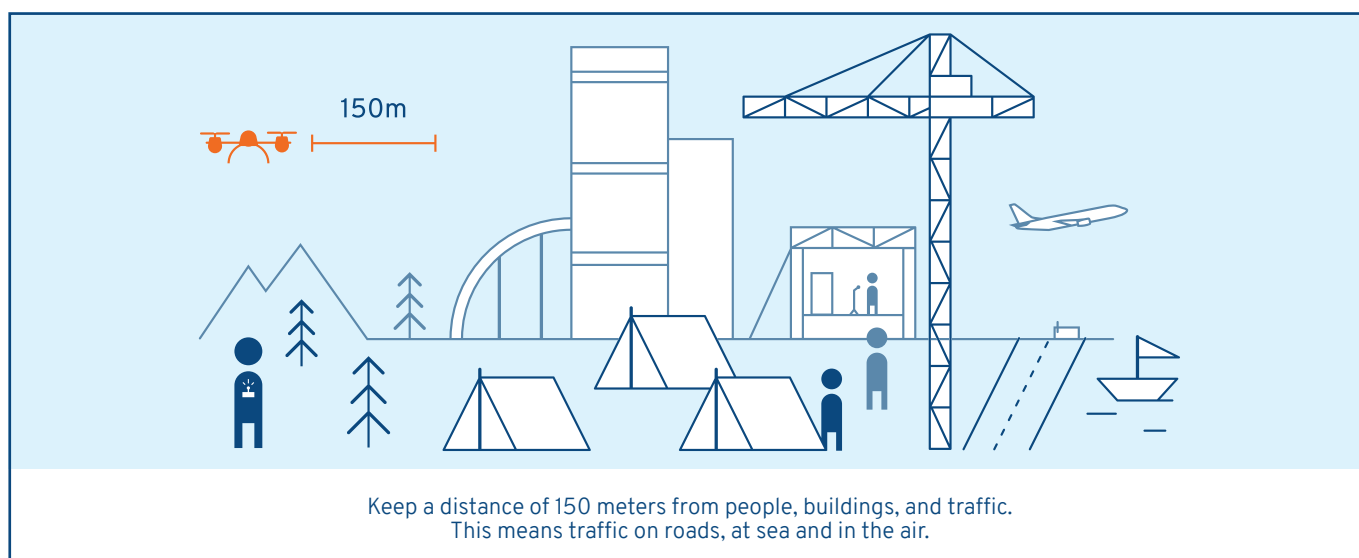 150m
Keep a distance of 150 meters from people, buildings, and traffic.
This means traffic on roads, at sea and in the air.